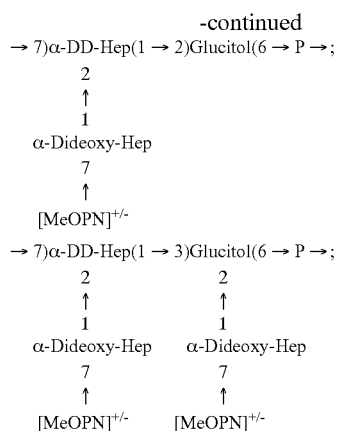 -continued
→ 7)α-DD-Hep(1 → 2)Glucitol(6 → P →;
2
↑
1
α-Dideoxy-Hep
7
↑
[MeOPN]+/-
→ 7)α-DD-Hep(1 → 3)Glucitol(6 → P →;
2 2
↑ ↑
1 1
α-Dideoxy-Hep α-Dideoxy-Hep
7 7
↑ ↑
[MeOPN]+/- [MeOPN]+/-